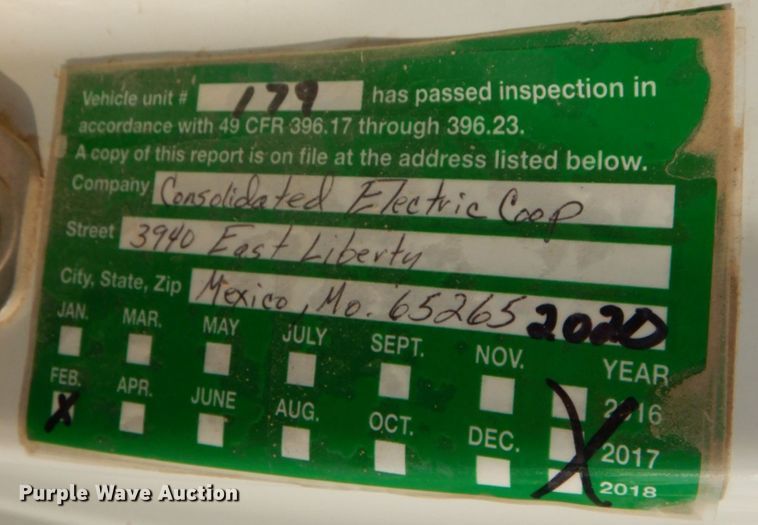 Vehicle unit # 179 has passed inspection in
accordance with 49 CFR 396.17 through 396.23.
A copy of this report is on file at the address listed below.
Company Consolidated Electric Coop
Street 3940 East Liberty
City, State, Zip Mexico, Mo. 65265 2020
JAN. MAR. MAY JULY SEPT. NOV. YEAR
FEB. APR. JUNE AUG. OCT. DEC. 2016
X X 2017
2018
Purple Wave Auction